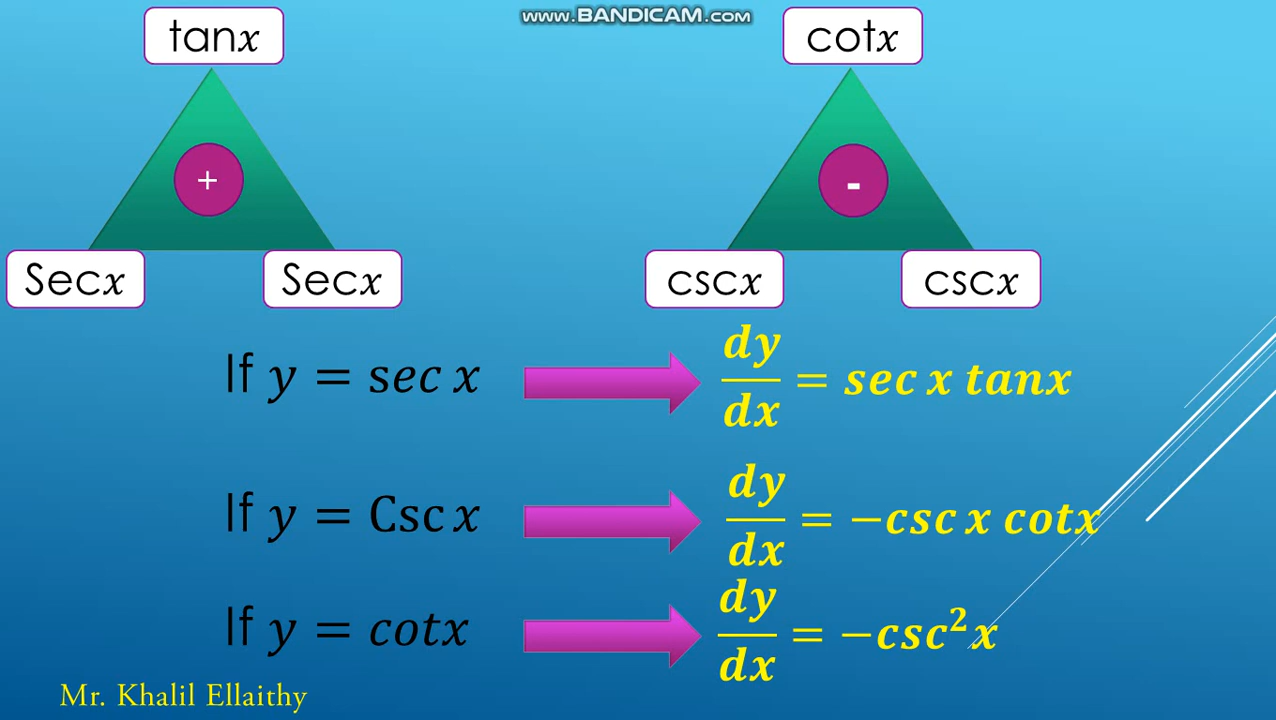 www.BANDICAM.com
tanx
cotx
+
-
Secx
Secx
cscx
cscx
If y = sec x
dy/dx = sec x tanx
If y = Csc x
dy/dx = −csc x cotx
If y = cotx
dy/dx = −csc²x
Mr. Khalil Ellaithy